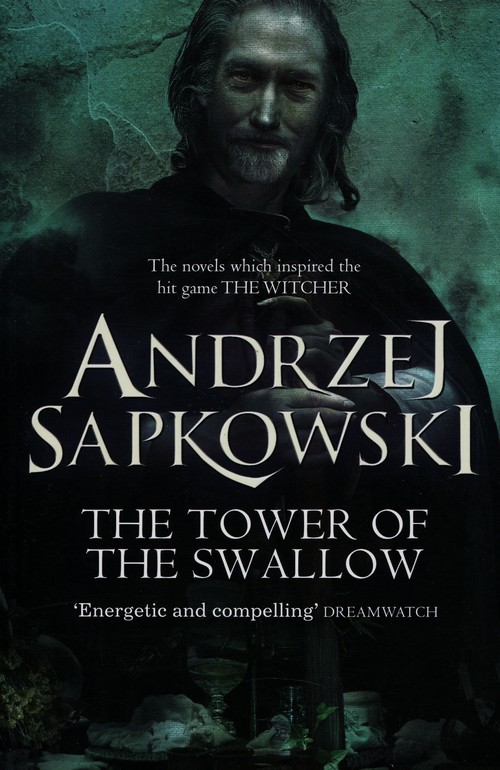 The novels which inspired the
hit game THE WITCHER
ANDRZEJ
SAPKOWSKI
THE TOWER OF
THE SWALLOW
‘Energetic and compelling’ DREAMWATCH